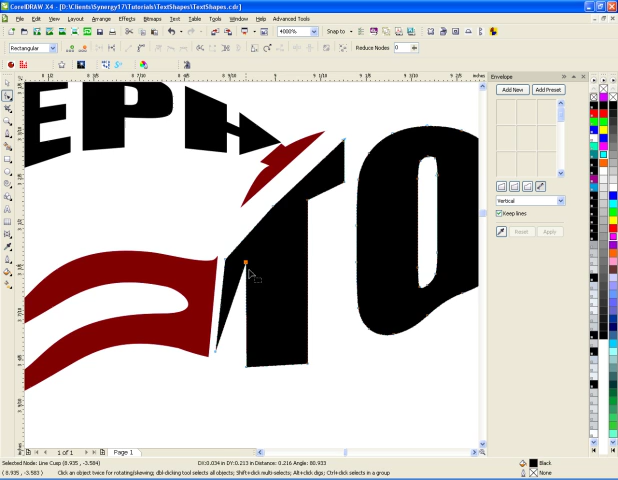 CorelDRAW X4 - [D:\Clients\Synergy17\Tutorials\TextShapes\TextShapes.cdr]
File Edit View Layout Arrange Effects Bitmaps Text Table Tools Window Help Advanced Tools
4000% Snap to
Rectangular Reduce Nodes 0
inches
Envelope
Add New Add Preset
EPH
TO
Vertical
Keep lines
Reset Apply
1 of 1 Page 1
Selected Node: Line Cusp (8.935, -3.584) DX:0.034 in DY:0.213 in Distance: 0.216 Angle: 80.933 Black
(8.935, -3.583) Click an object twice for rotating/skewing; dbl-clicking tool selects all objects; Shift+click multi-selects; Alt+click digs; Ctrl+click selects in a group None